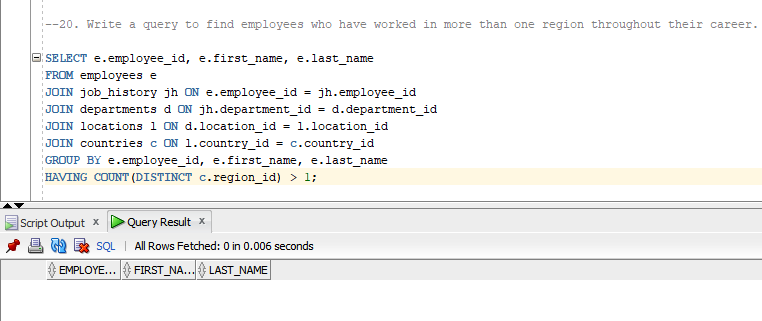 --20. Write a query to find employees who have worked in more than one region throughout their career.
SELECT e.employee_id, e.first_name, e.last_name
FROM employees e
JOIN job_history jh ON e.employee_id = jh.employee_id
JOIN departments d ON jh.department_id = d.department_id
JOIN locations l ON d.location_id = l.location_id
JOIN countries c ON l.country_id = c.country_id
GROUP BY e.employee_id, e.first_name, e.last_name
HAVING COUNT(DISTINCT c.region_id) > 1;
Script Output x Query Result x
SQL | All Rows Fetched: 0 in 0.006 seconds
EMPLOYE... FIRST_NA... LAST_NAME